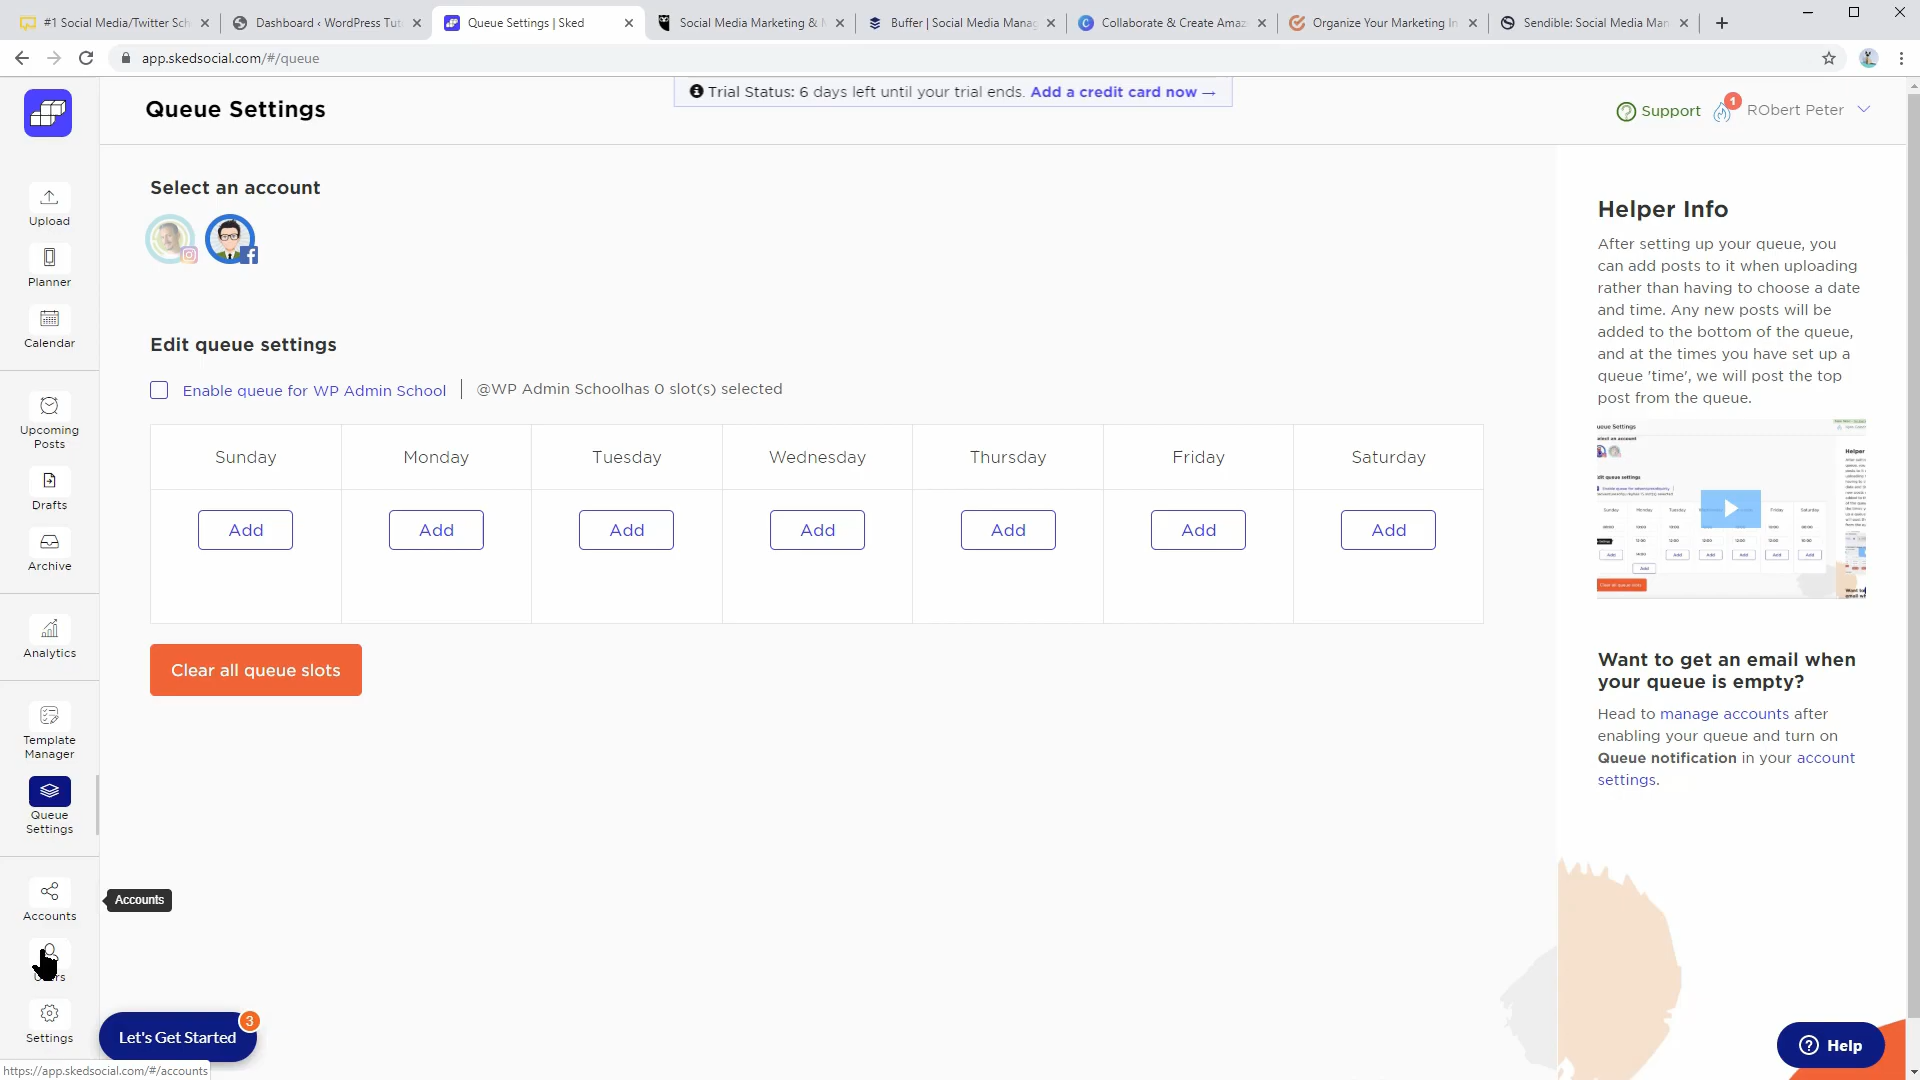 #1 Social Media/Twitter Sch
Dashboard ‹ WordPress Tut
Queue Settings | Sked
Social Media Marketing &
Buffer | Social Media Manag
Collaborate & Create Amaz
Organize Your Marketing In
Sendible: Social Media Man
app.skedsocial.com/#/queue
Queue Settings
Trial Status: 6 days left until your trial ends. Add a credit card now →
Support
1
RObert Peter
Upload
Planner
Calendar
Upcoming
Posts
Drafts
Archive
Analytics
Template
Manager
Queue
Settings
Accounts
Accounts
Settings
Select an account
Edit queue settings
Enable queue for WP Admin School | @WP Admin Schoolhas 0 slot(s) selected
Sunday Monday Tuesday Wednesday Thursday Friday Saturday
Add Add Add Add Add Add Add
Clear all queue slots
Helper Info
After setting up your queue, you
can add posts to it when uploading
rather than having to choose a date
and time. Any new posts will be
added to the bottom of the queue,
and at the times you have set up a
queue 'time', we will post the top
post from the queue.
Want to get an email when
your queue is empty?
Head to manage accounts after
enabling your queue and turn on
Queue notification in your account
settings.
Let's Get Started
3
Help
https://app.skedsocial.com/#/accounts